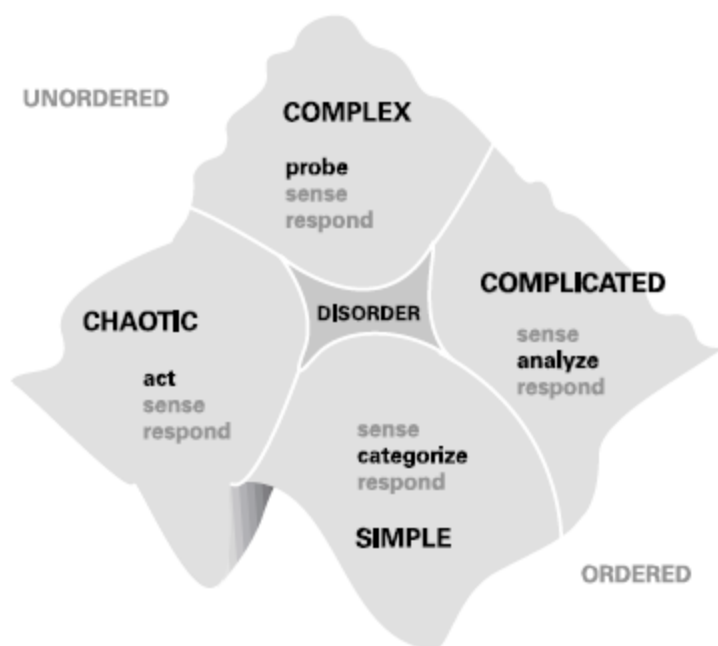 UNORDERED
COMPLEX
probe
sense
respond
COMPLICATED
sense
analyze
respond
CHAOTIC
act
sense
respond
DISORDER
sense
categorize
respond
SIMPLE
ORDERED